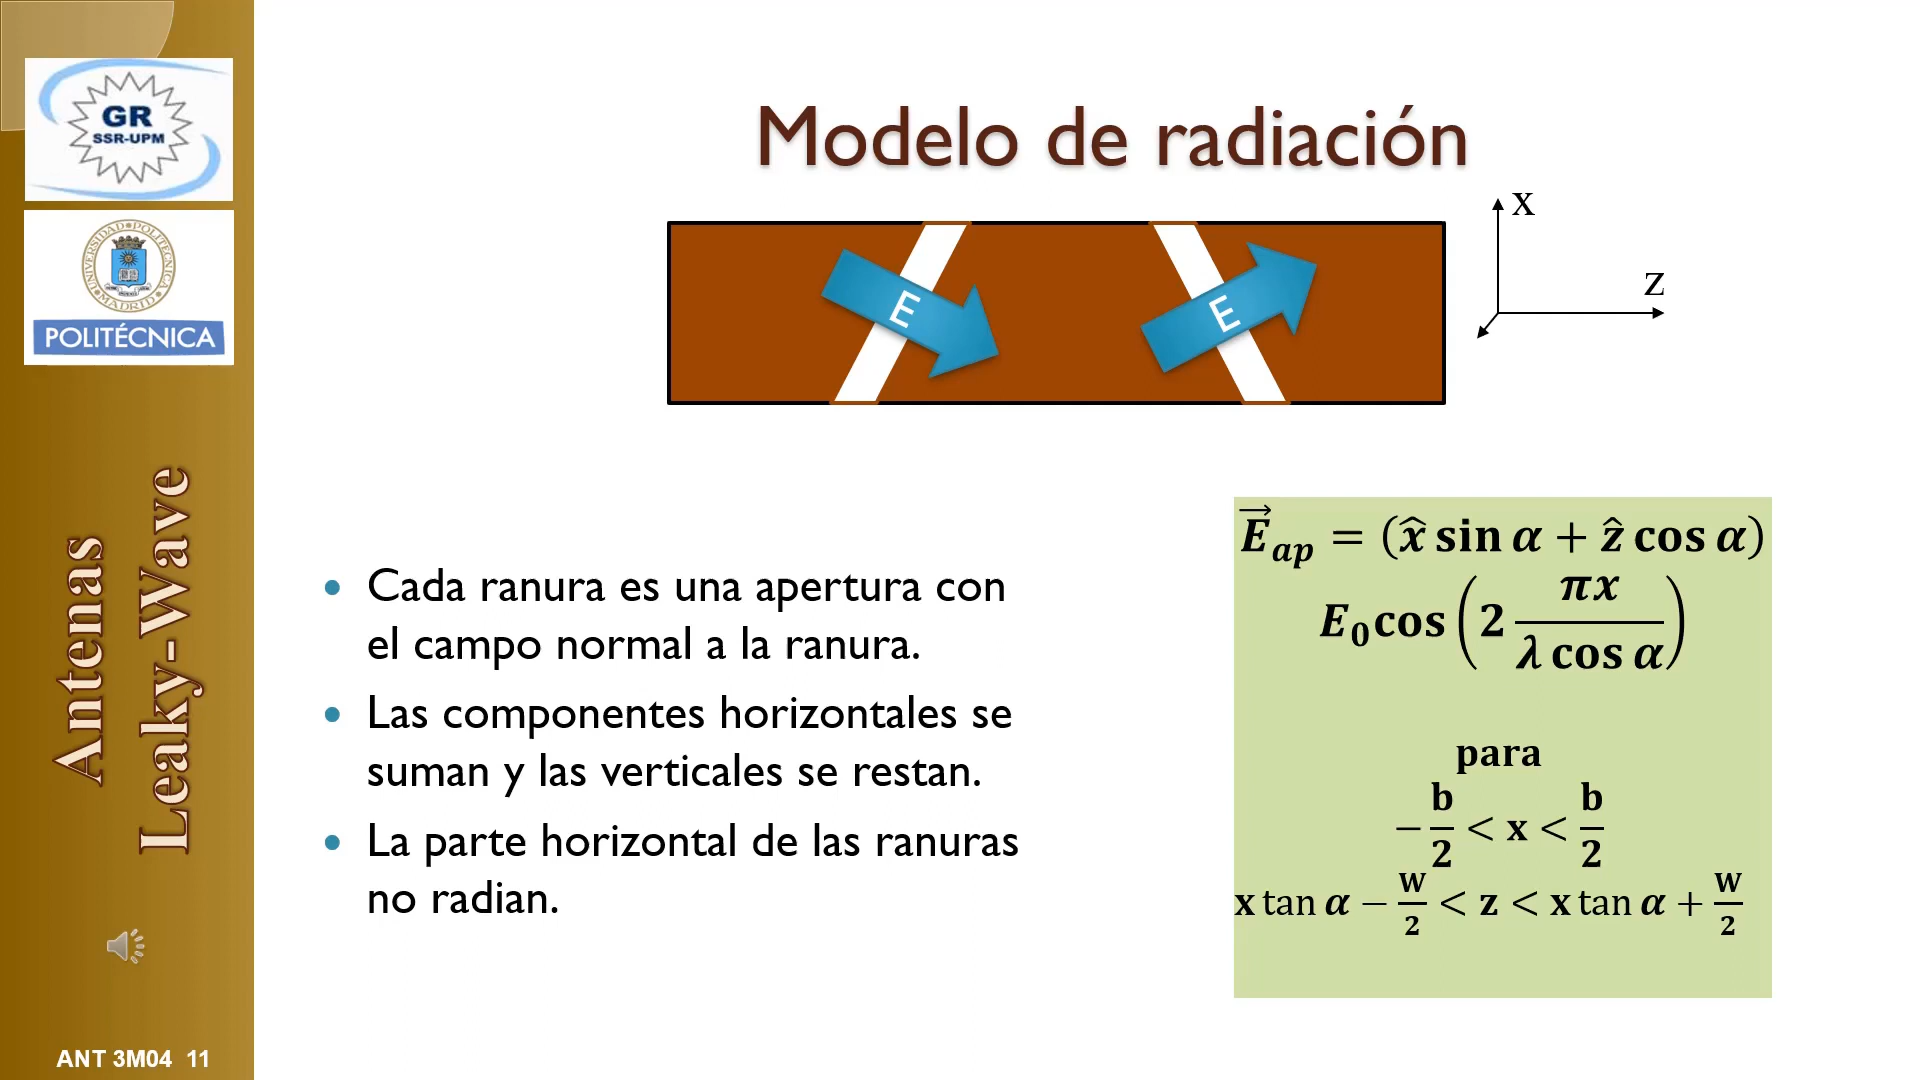 GR
SSR-UPM
UNIVERSIDAD POLITÉCNICA
MADRID
POLITÉCNICA
Antenas
Leaky-Wave
ANT 3M04 11
Modelo de radiación
E
E
x
z
• Cada ranura es una apertura con
el campo normal a la ranura.
• Las componentes horizontales se
suman y las verticales se restan.
• La parte horizontal de las ranuras
no radian.
$\vec{E}_{ap} = (\hat{x} \sin \alpha + \hat{z} \cos \alpha)$
$E_0 \cos \left( 2 \frac{\pi x}{\lambda \cos \alpha} \right)$
para
$-\frac{b}{2} < x < \frac{b}{2}$
$x \tan \alpha - \frac{w}{2} < z < x \tan \alpha + \frac{w}{2}$